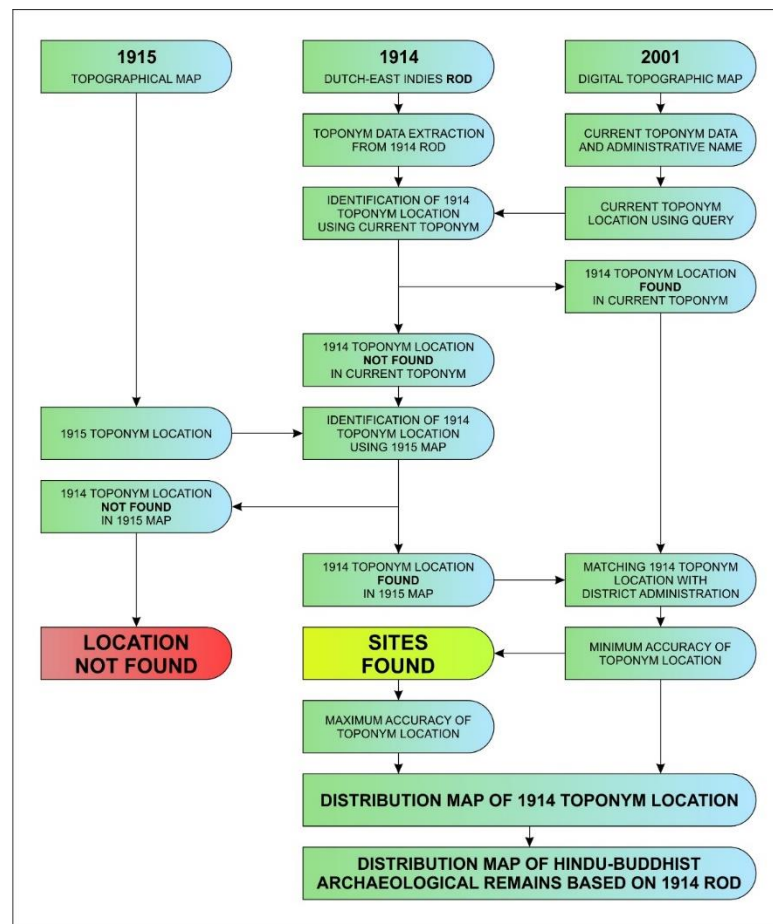 1915
TOPOGRAPHICAL MAP
1914
DUTCH-EAST INDIES ROD
2001
DIGITAL TOPOGRAPHIC MAP
TOPONYM DATA EXTRACTION
FROM 1914 ROD
CURRENT TOPONYM DATA
AND ADMINISTRATIVE NAME
IDENTIFICATION OF 1914
TOPONYM LOCATION
USING CURRENT TOPONYM
CURRENT TOPONYM
LOCATION USING QUERY
1914 TOPONYM LOCATION
FOUND
IN CURRENT TOPONYM
1914 TOPONYM LOCATION
NOT FOUND
IN CURRENT TOPONYM
1915 TOPONYM LOCATION
IDENTIFICATION OF 1914
TOPONYM LOCATION
USING 1915 MAP
1914 TOPONYM LOCATION
NOT FOUND
IN 1915 MAP
1914 TOPONYM LOCATION
FOUND
IN 1915 MAP
MATCHING 1914 TOPONYM
LOCATION WITH
DISTRICT ADMINISTRATION
LOCATION
NOT FOUND
SITES
FOUND
MINIMUM ACCURACY OF
TOPONYM LOCATION
MAXIMUM ACCURACY OF
TOPONYM LOCATION
DISTRIBUTION MAP OF 1914 TOPONYM LOCATION
DISTRIBUTION MAP OF HINDU-BUDDHIST
ARCHAEOLOGICAL REMAINS BASED ON 1914 ROD